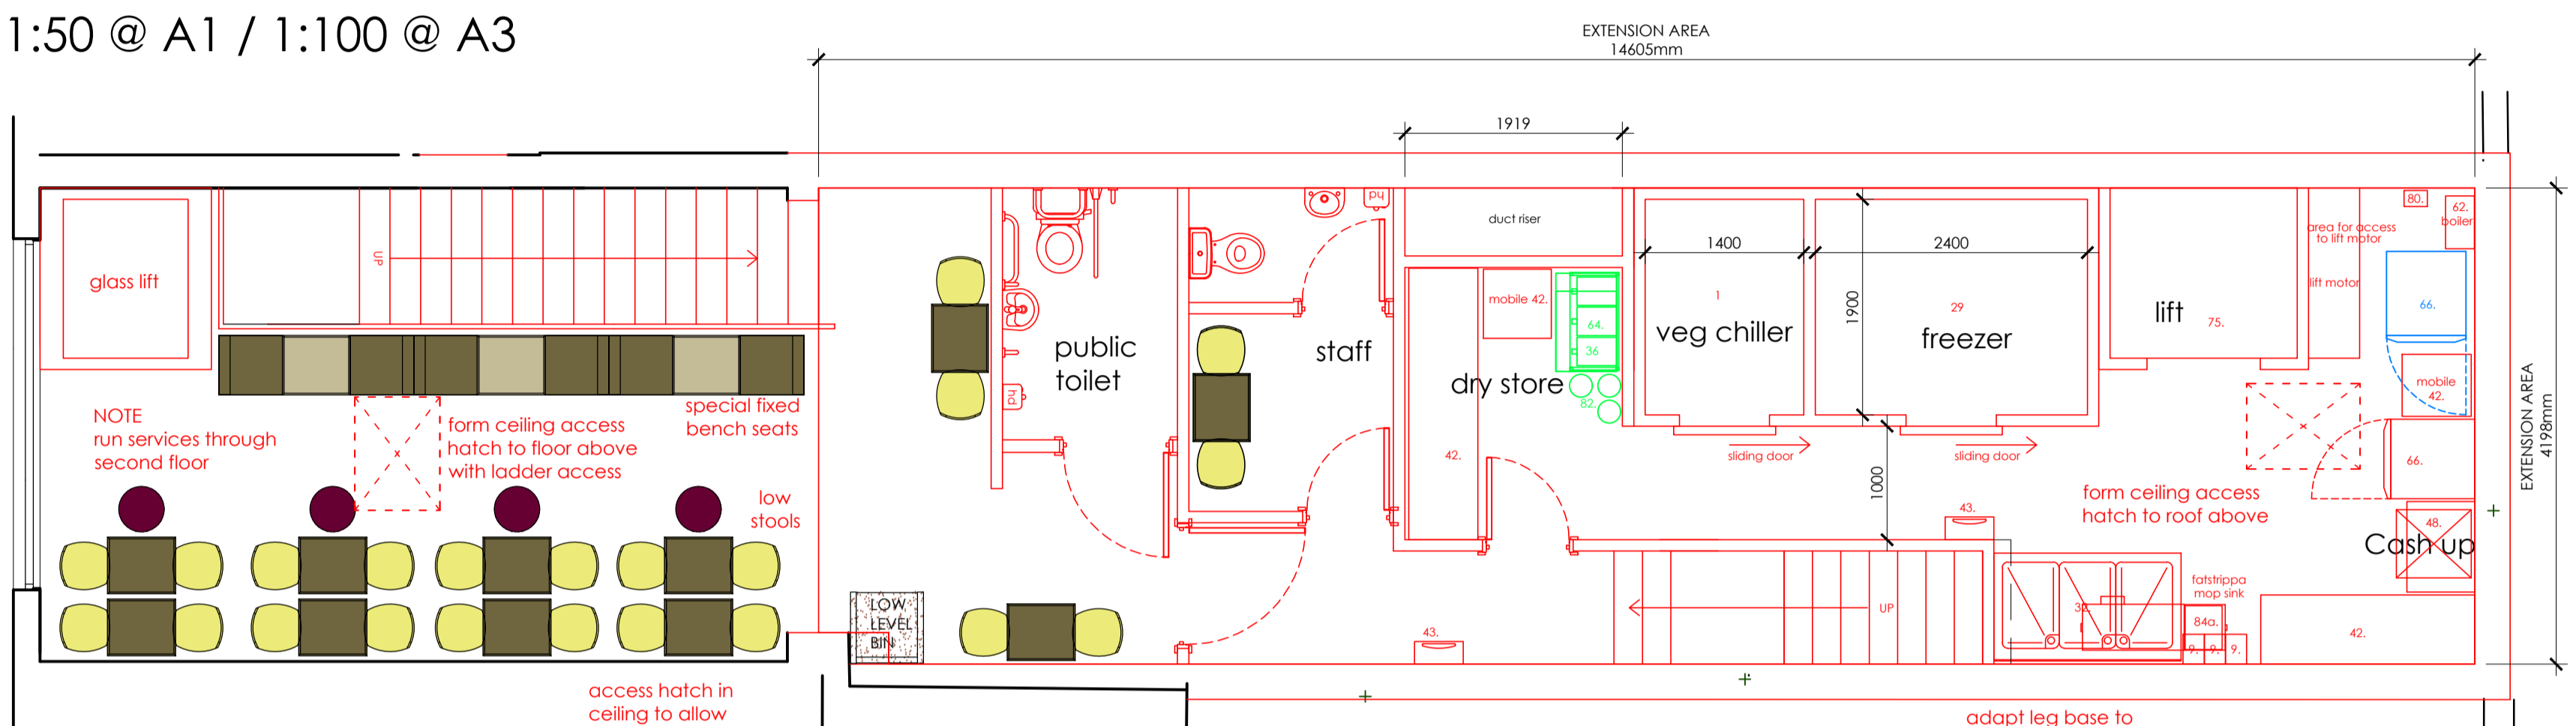 1:50 @ A1 / 1:100 @ A3
EXTENSION AREA
14605mm
1919
glass lift
UP
NOTE
run services through
second floor
form ceiling access
hatch to floor above
with ladder access
special fixed
bench seats
low
stools
access hatch in
ceiling to allow
LOW
LEVEL
BIN
public
toilet
hd
staff
hd
duct riser
mobile 42.
64.
36
82.
dry store
42.
1400
1
veg chiller
2400
1900
29
freezer
sliding door
sliding door
1000
43.
43.
UP
lift
75.
area for access
to lift motor
lift motor
80.
62.
boiler
66.
mobile
42.
66.
form ceiling access
hatch to roof above
48.
Cash up
fatstrippa
mop sink
84a.
9.
9.
9.
42.
EXTENSION AREA
4198mm
adapt leg base to